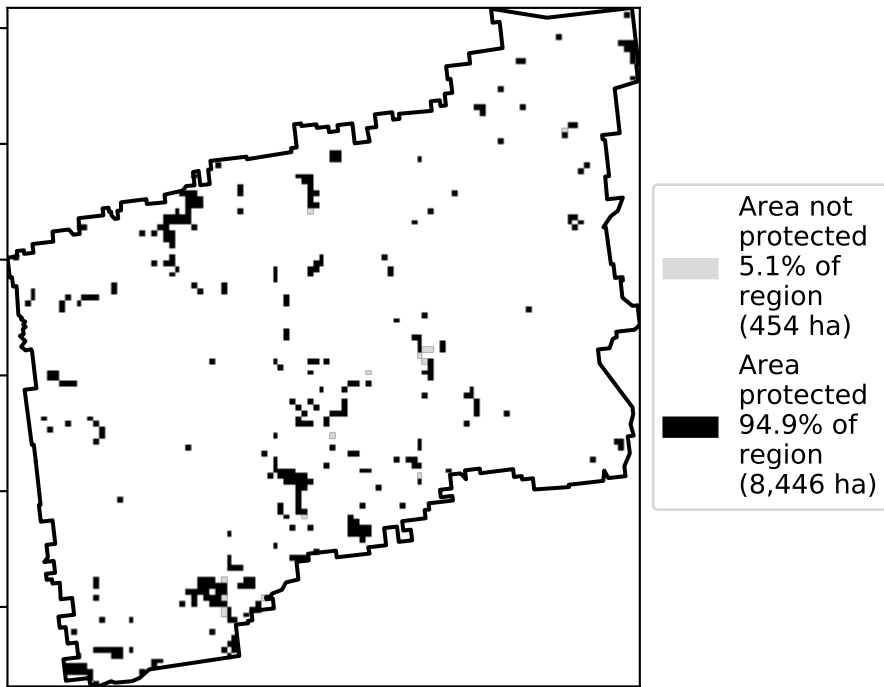 Area not
protected
5.1% of
region
(454 ha)
Area
protected
94.9% of
region
(8,446 ha)